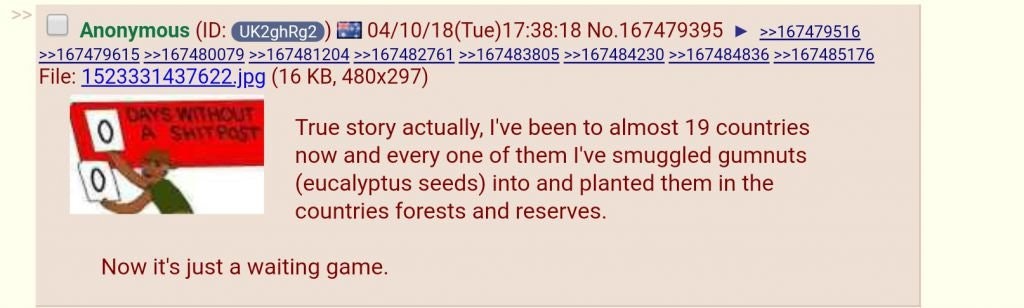 >> Anonymous (ID: UK2ghRg2) 04/10/18(Tue)17:38:18 No.167479395 ► >>167479516
>>167479615 >>167480079 >>167481204 >>167482761 >>167483805 >>167484230 >>167484836 >>167485176
File: 1523331437622.jpg (16 KB, 480x297)
DAYS WITHOUT
A SHITPOST
0
0
True story actually, I've been to almost 19 countries
now and every one of them I've smuggled gumnuts
(eucalyptus seeds) into and planted them in the
countries forests and reserves.
Now it's just a waiting game.